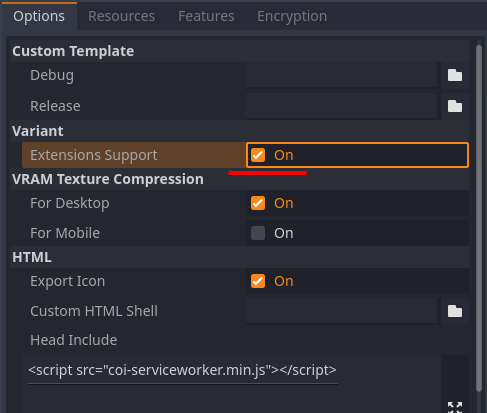 Options Resources Features Encryption
Custom Template
Debug
Release
Variant
Extensions Support On
VRAM Texture Compression
For Desktop On
For Mobile On
HTML
Export Icon On
Custom HTML Shell
Head Include
<script src="coi-serviceworker.min.js"></script>